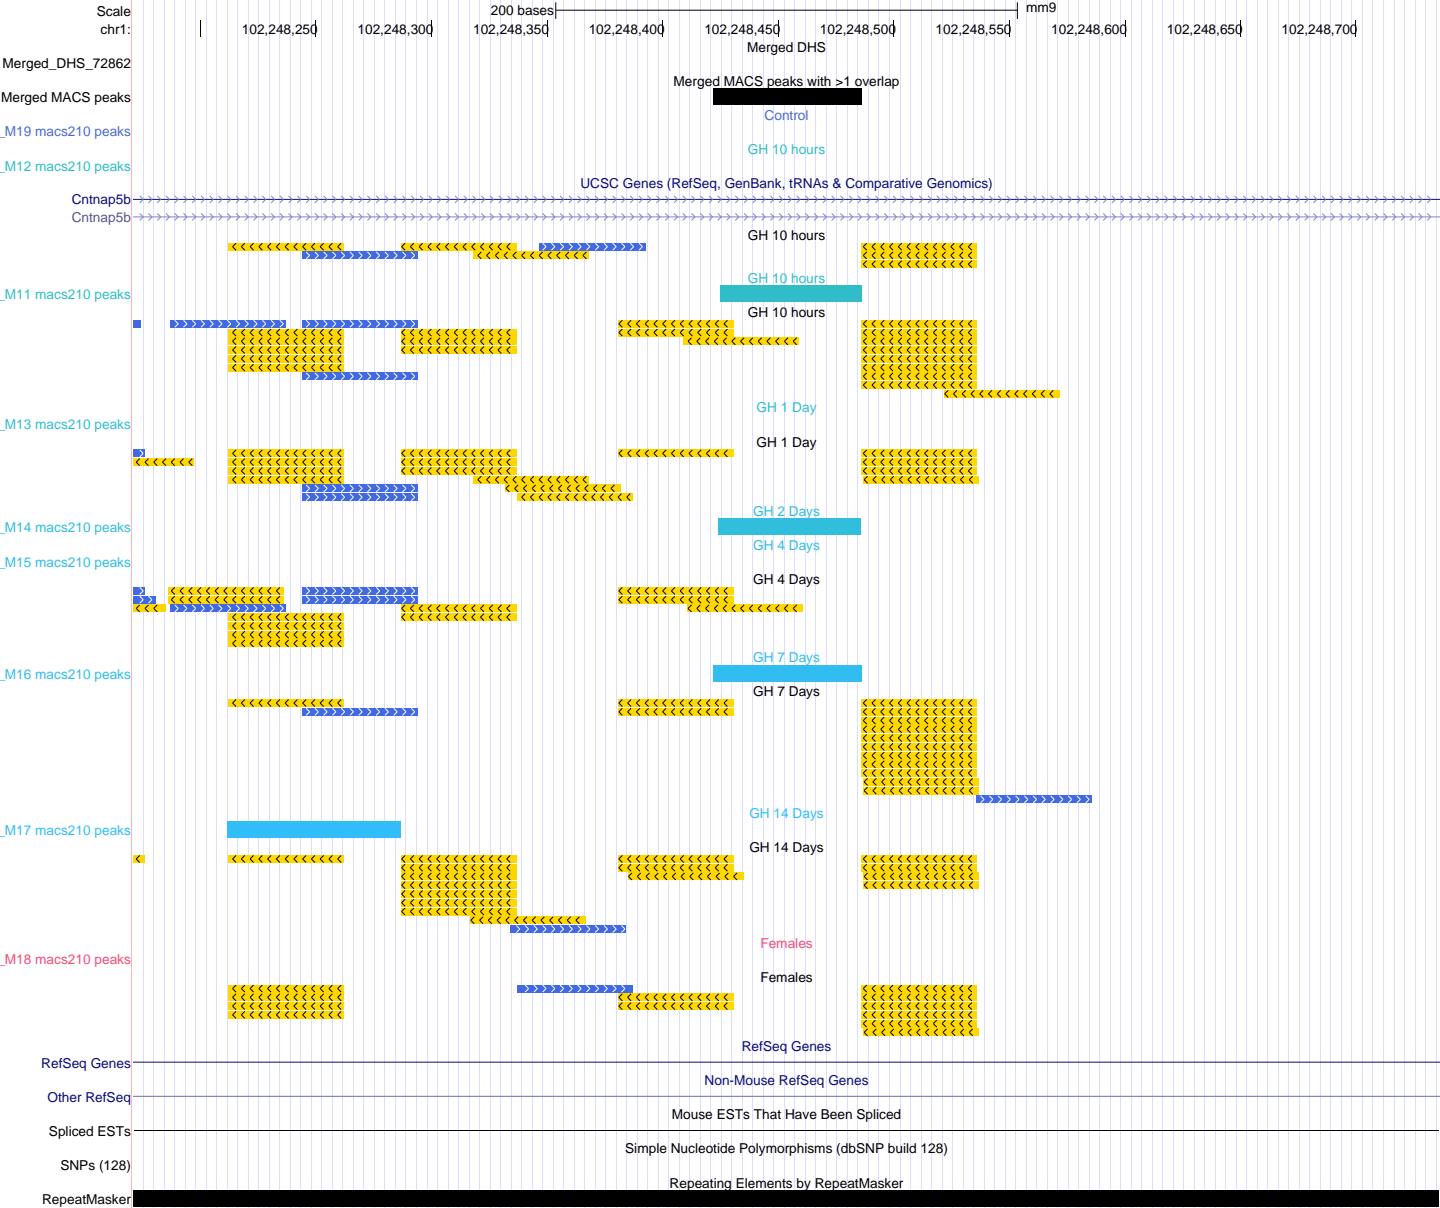 Scale 200 bases mm9
chr1: 102,248,250 102,248,300 102,248,350 102,248,400 102,248,450 102,248,500 102,248,550 102,248,600 102,248,650 102,248,700
Merged DHS
Merged_DHS_72862
Merged MACS peaks with >1 overlap
Merged MACS peaks
Control
_M19 macs210 peaks
GH 10 hours
_M12 macs210 peaks
UCSC Genes (RefSeq, GenBank, tRNAs & Comparative Genomics)
Cntnap5b
Cntnap5b
GH 10 hours
GH 10 hours
_M11 macs210 peaks
GH 10 hours
GH 1 Day
_M13 macs210 peaks
GH 1 Day
GH 2 Days
_M14 macs210 peaks
GH 4 Days
_M15 macs210 peaks
GH 4 Days
GH 7 Days
_M16 macs210 peaks
GH 7 Days
GH 14 Days
_M17 macs210 peaks
GH 14 Days
Females
_M18 macs210 peaks
Females
RefSeq Genes
RefSeq Genes
Non-Mouse RefSeq Genes
Other RefSeq
Mouse ESTs That Have Been Spliced
Spliced ESTs
Simple Nucleotide Polymorphisms (dbSNP build 128)
SNPs (128)
Repeating Elements by RepeatMasker
RepeatMasker